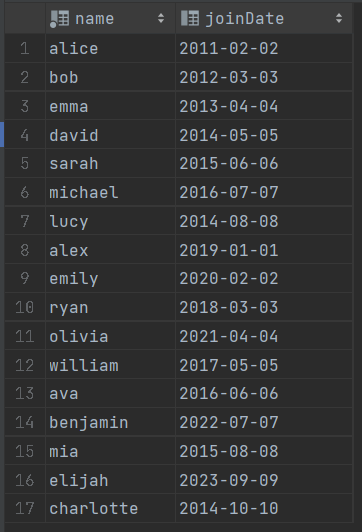 name joinDate
1 alice 2011-02-02
2 bob 2012-03-03
3 emma 2013-04-04
4 david 2014-05-05
5 sarah 2015-06-06
6 michael 2016-07-07
7 lucy 2014-08-08
8 alex 2019-01-01
9 emily 2020-02-02
10 ryan 2018-03-03
11 olivia 2021-04-04
12 william 2017-05-05
13 ava 2016-06-06
14 benjamin 2022-07-07
15 mia 2015-08-08
16 elijah 2023-09-09
17 charlotte 2014-10-10